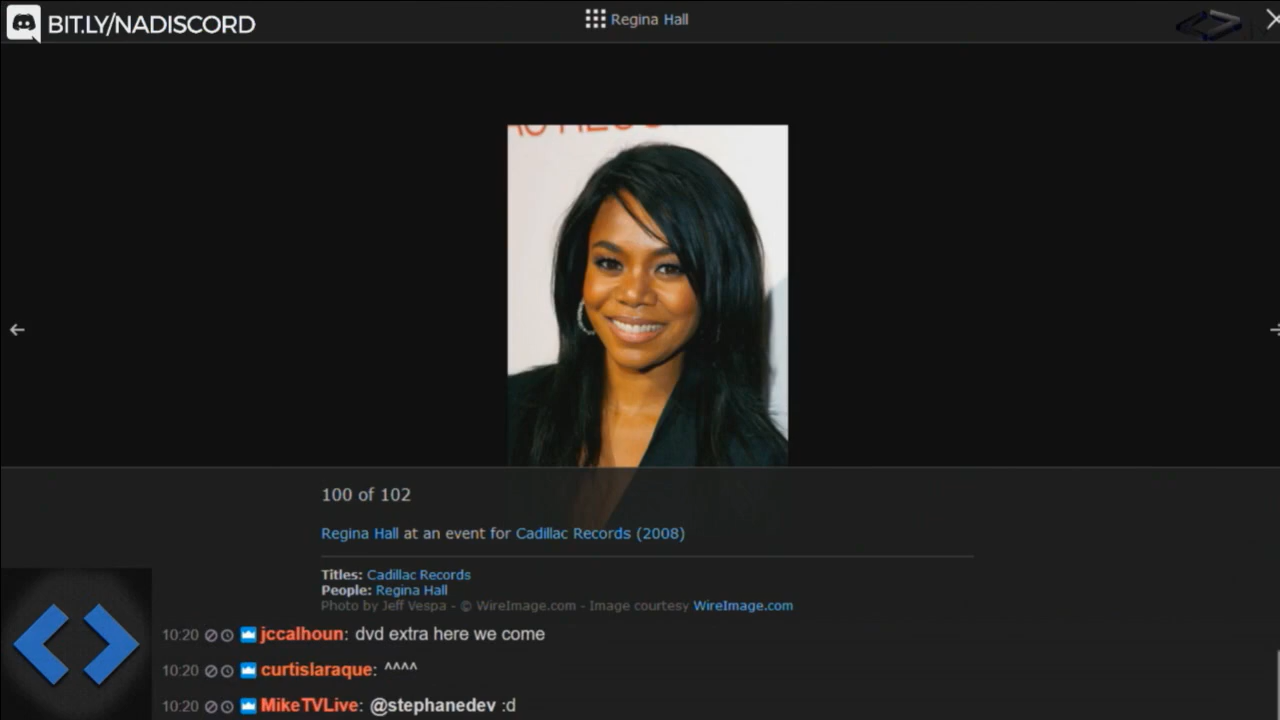 BIT.LY/NADISCORD
Regina Hall
100 of 102
Regina Hall at an event for Cadillac Records (2008)
Titles: Cadillac Records
People: Regina Hall
Photo by Jeff Vespa - © WireImage.com - Image courtesy WireImage.com
10:20 jccalhoun: dvd extra here we come
10:20 curtislaraque: ^^^^
10:20 MikeTVLive: @stephanedev :d